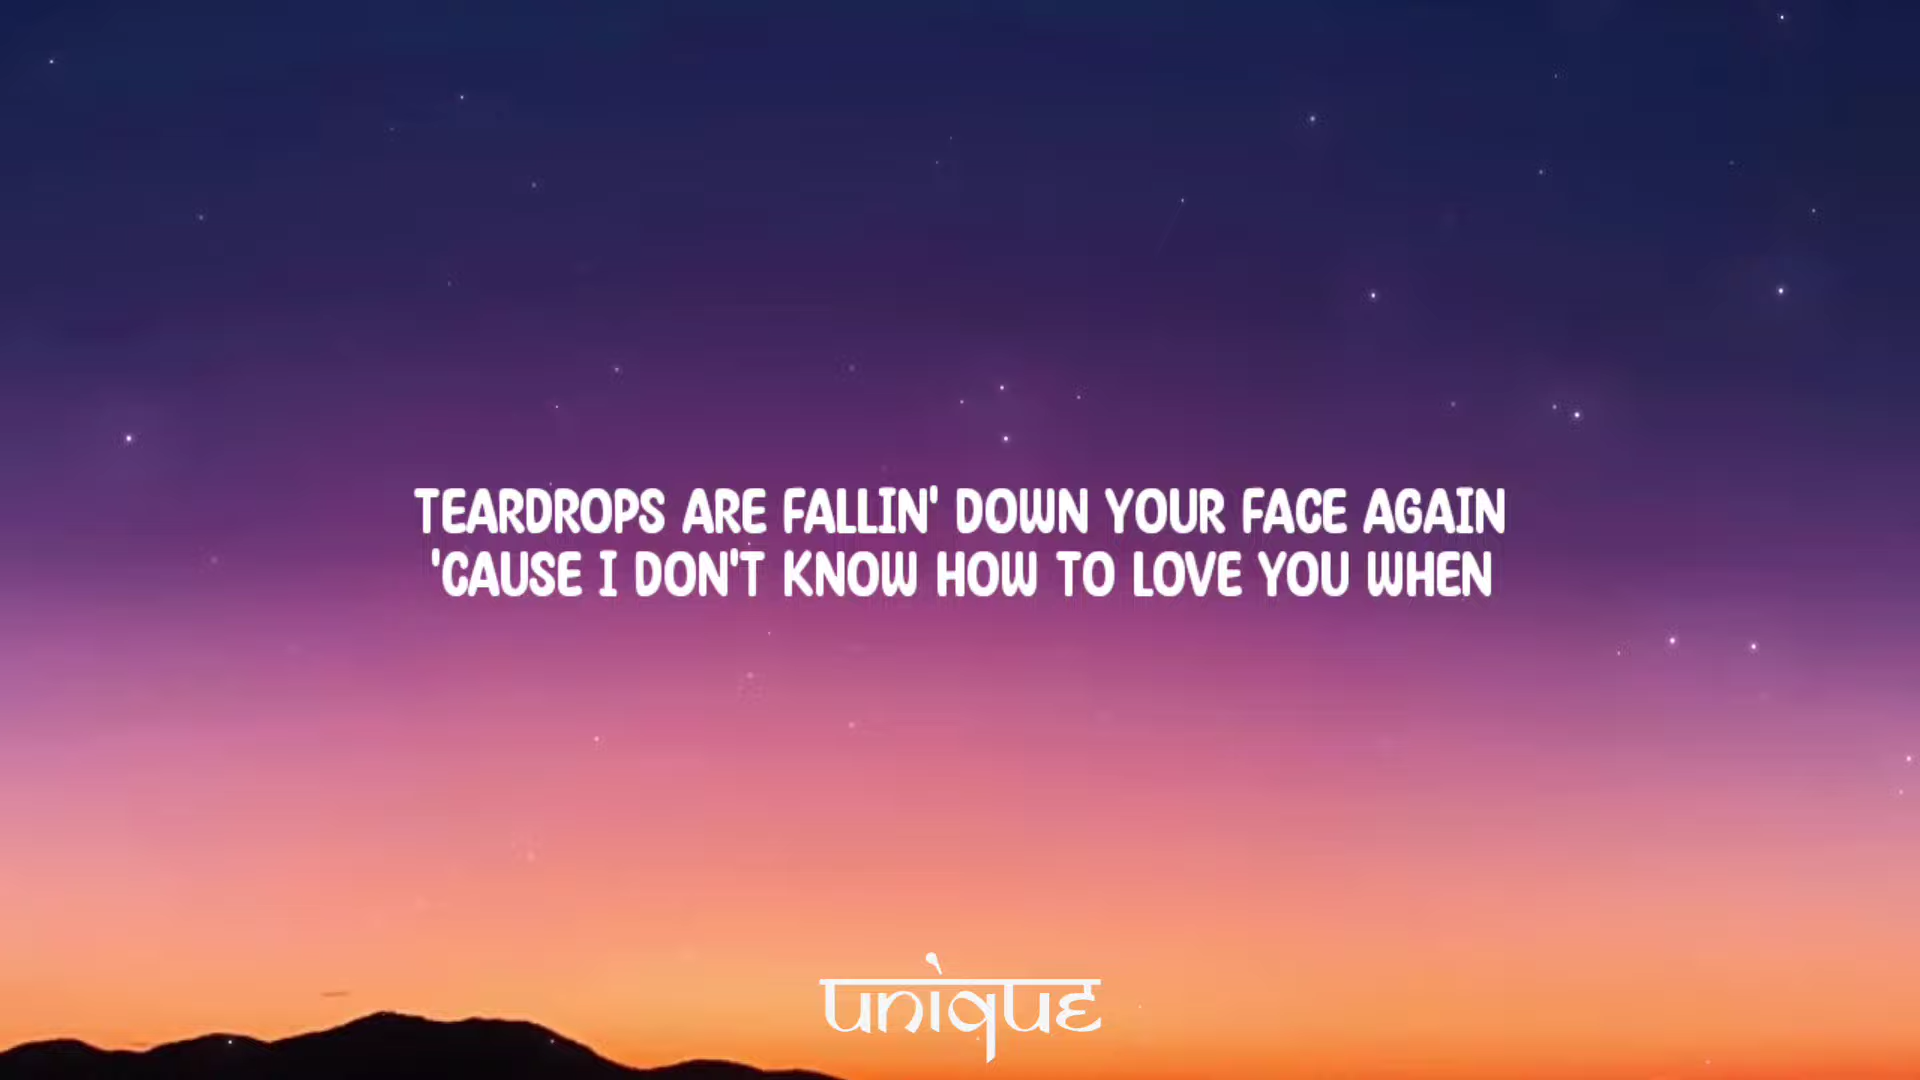 TEARDROPS ARE FALLIN' DOWN YOUR FACE AGAIN
'CAUSE I DON'T KNOW HOW TO LOVE YOU WHEN
unique